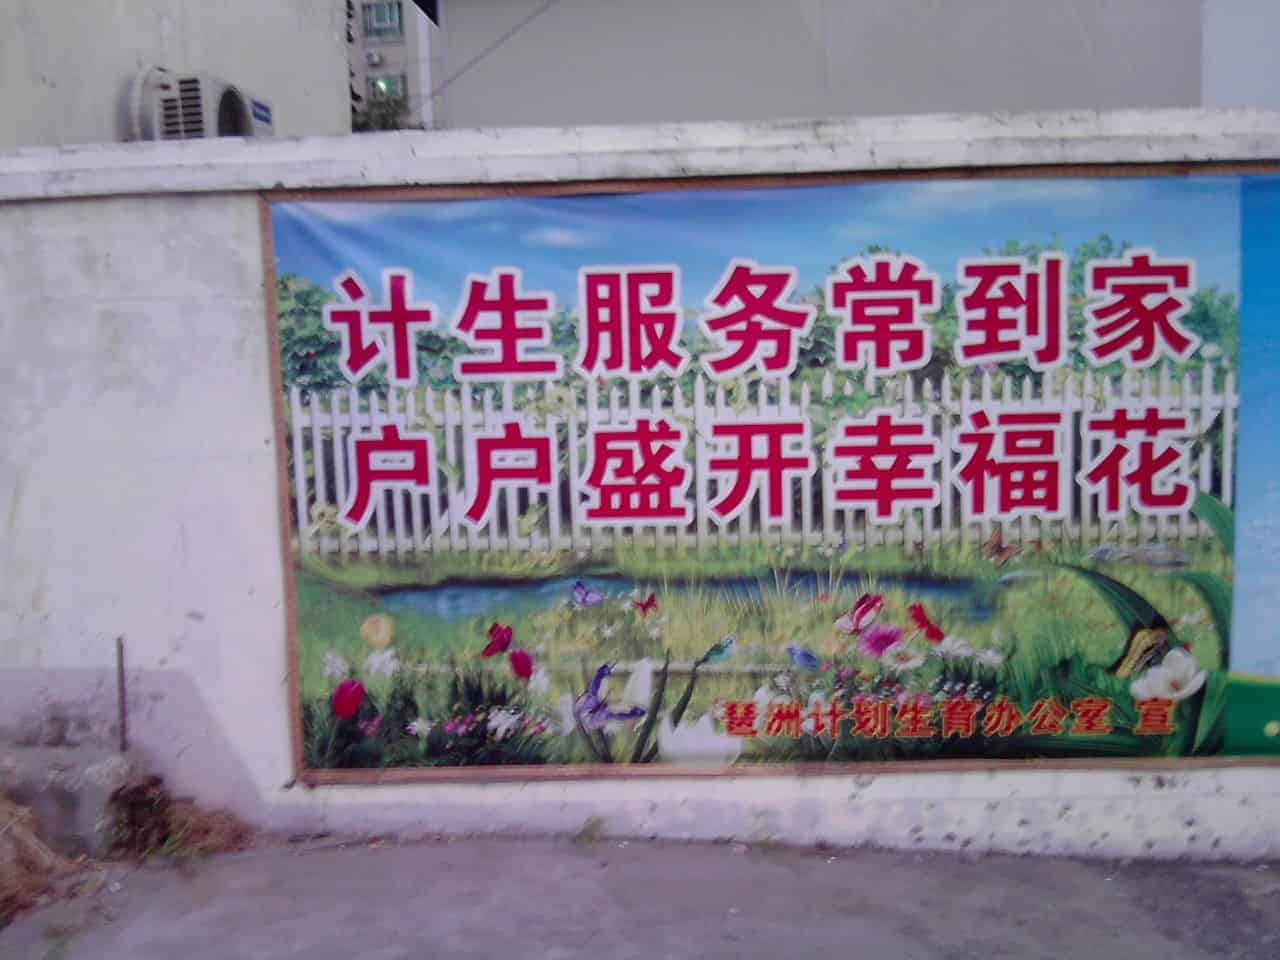 计生服务常到家
户户盛开幸福花
琶洲计划生育办公室 宣